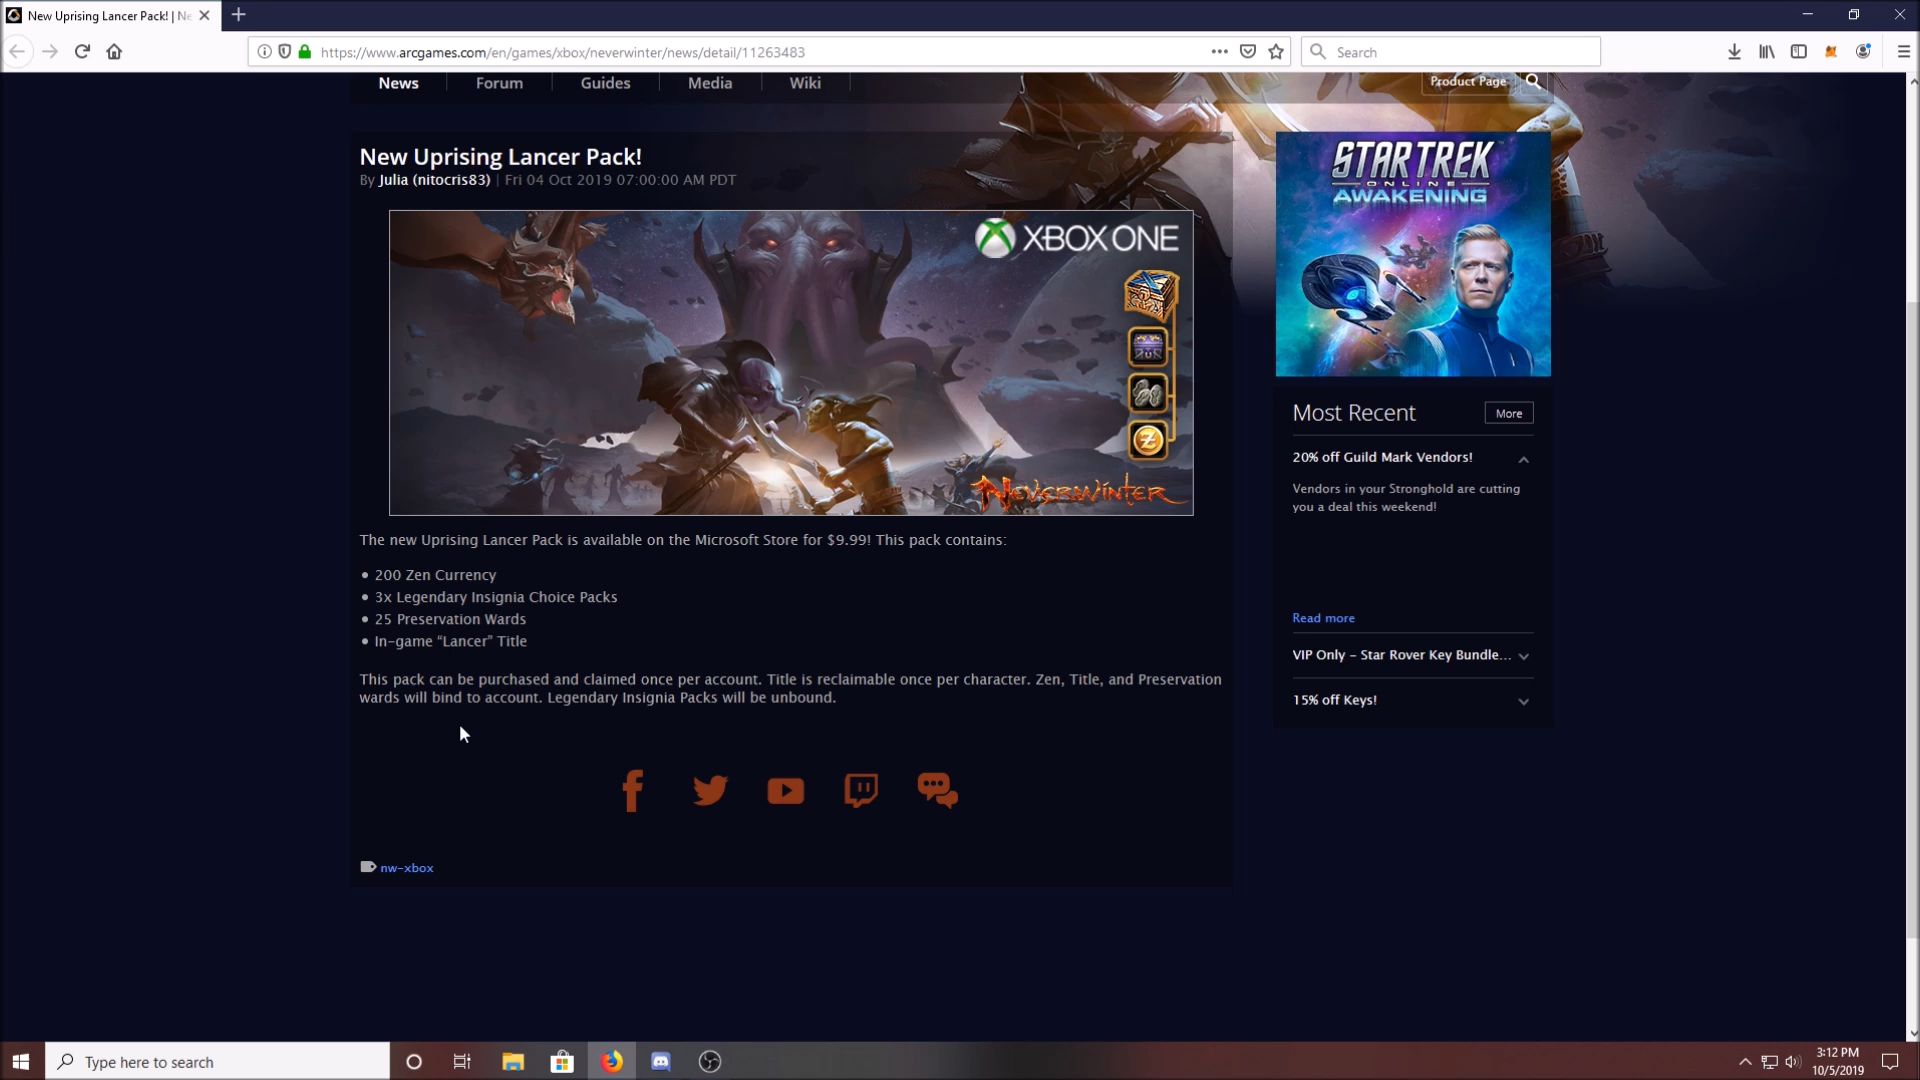 New Uprising Lancer Pack! | Ne
https://www.arcgames.com/en/games/xbox/neverwinter/news/detail/11263483
Search
News
Forum
Guides
Media
Wiki
Product Page
New Uprising Lancer Pack!
By Julia (nitocris83) | Fri 04 Oct 2019 07:00:00 AM PDT
XBOX ONE
NEVERWINTER
The new Uprising Lancer Pack is available on the Microsoft Store for $9.99! This pack contains:
• 200 Zen Currency
• 3x Legendary Insignia Choice Packs
• 25 Preservation Wards
• In-game “Lancer” Title
This pack can be purchased and claimed once per account. Title is reclaimable once per character. Zen, Title, and Preservation
wards will bind to account. Legendary Insignia Packs will be unbound.
nw-xbox
STAR TREK
ONLINE
AWAKENING
Most Recent
More
20% off Guild Mark Vendors!
Vendors in your Stronghold are cutting
you a deal this weekend!
Read more
VIP Only - Star Rover Key Bundle...
15% off Keys!
Type here to search
3:12 PM
10/5/2019